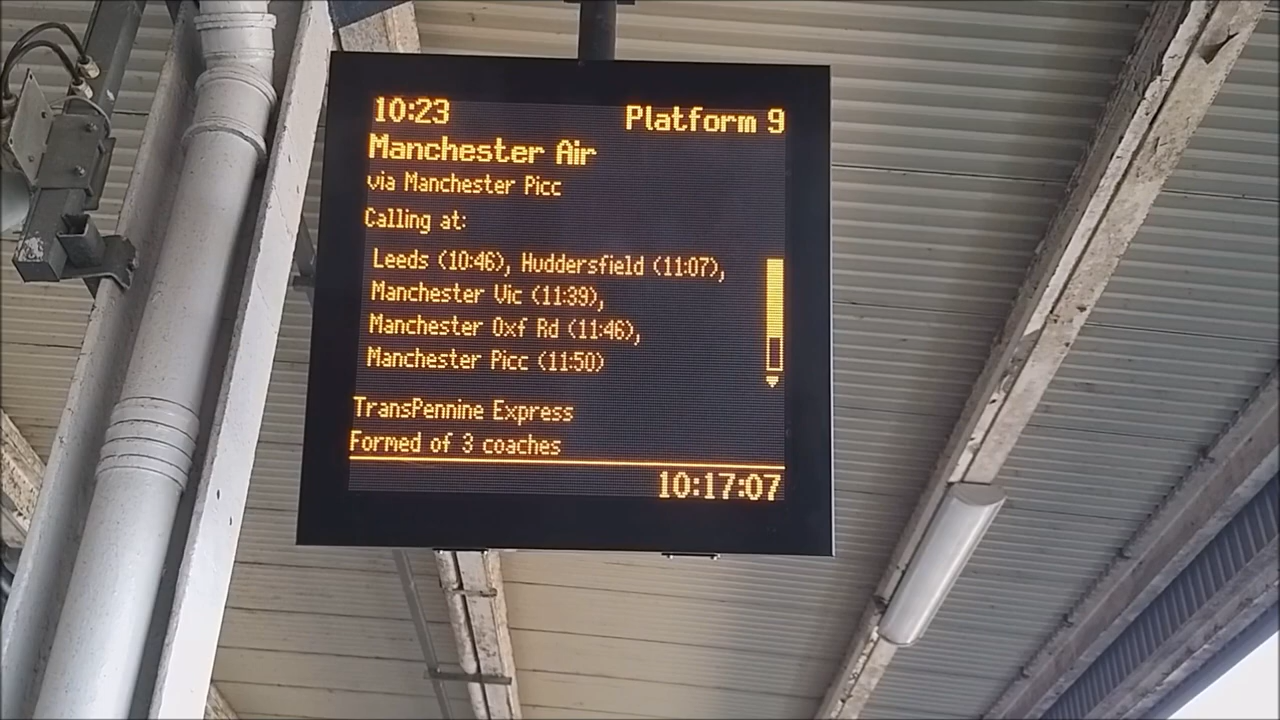 10:23 Platform 9
Manchester Air
via Manchester Picc
Calling at:
Leeds (10:46), Huddersfield (11:07),
Manchester Vic (11:39),
Manchester Oxf Rd (11:46),
Manchester Picc (11:50)
TransPennine Express
Formed of 3 coaches
10:17:07